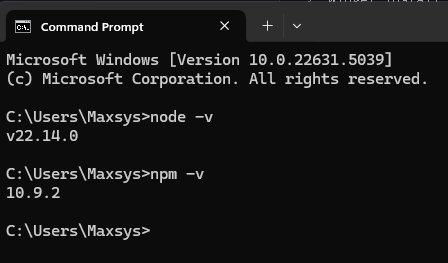 Command Prompt
Microsoft Windows [Version 10.0.22631.5039]
(c) Microsoft Corporation. All rights reserved.
C:\Users\Maxsys>node -v
v22.14.0
C:\Users\Maxsys>npm -v
10.9.2
C:\Users\Maxsys>